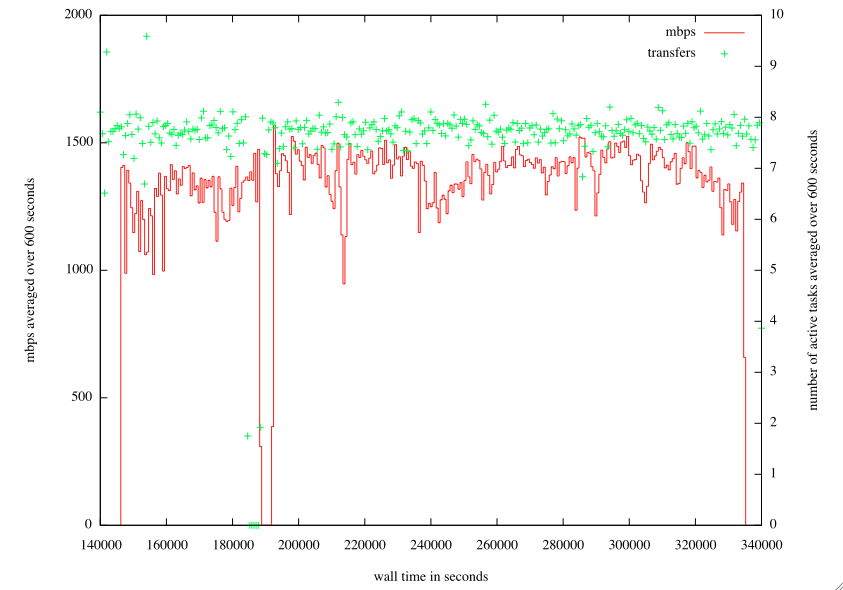 mbps
transfers
2000
1500
1000
500
0
10
9
8
7
6
5
4
3
2
1
0
mbps averaged over 600 seconds
number of active tasks averaged over 600 seconds
140000 160000 180000 200000 220000 240000 260000 280000 300000 320000 340000
wall time in seconds